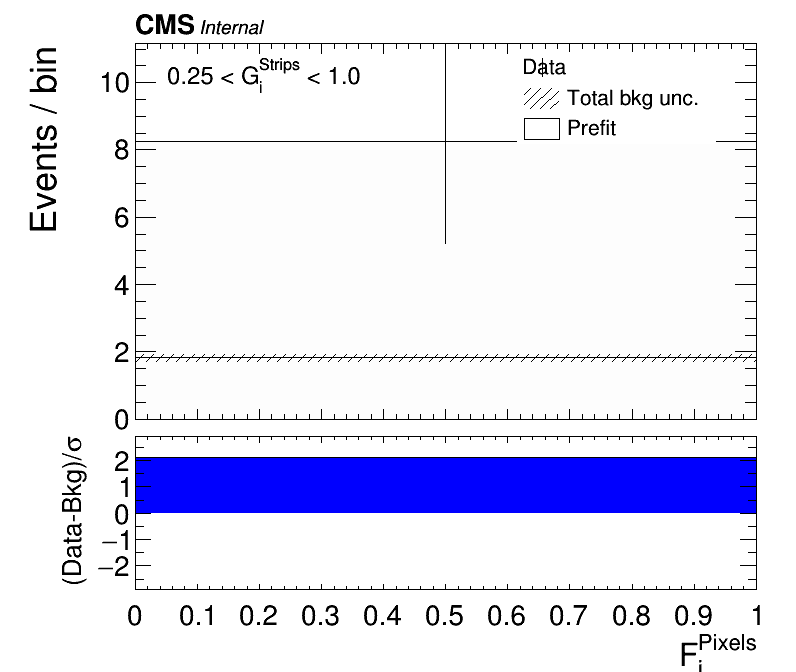 CMS Internal
Events / bin
0.25 < G_i^Strips < 1.0
Data
Total bkg unc.
Prefit
10
8
6
4
2
0
(Data-Bkg)/σ
2
1
0
−1
−2
0 0.1 0.2 0.3 0.4 0.5 0.6 0.7 0.8 0.9 1
F_i^Pixels